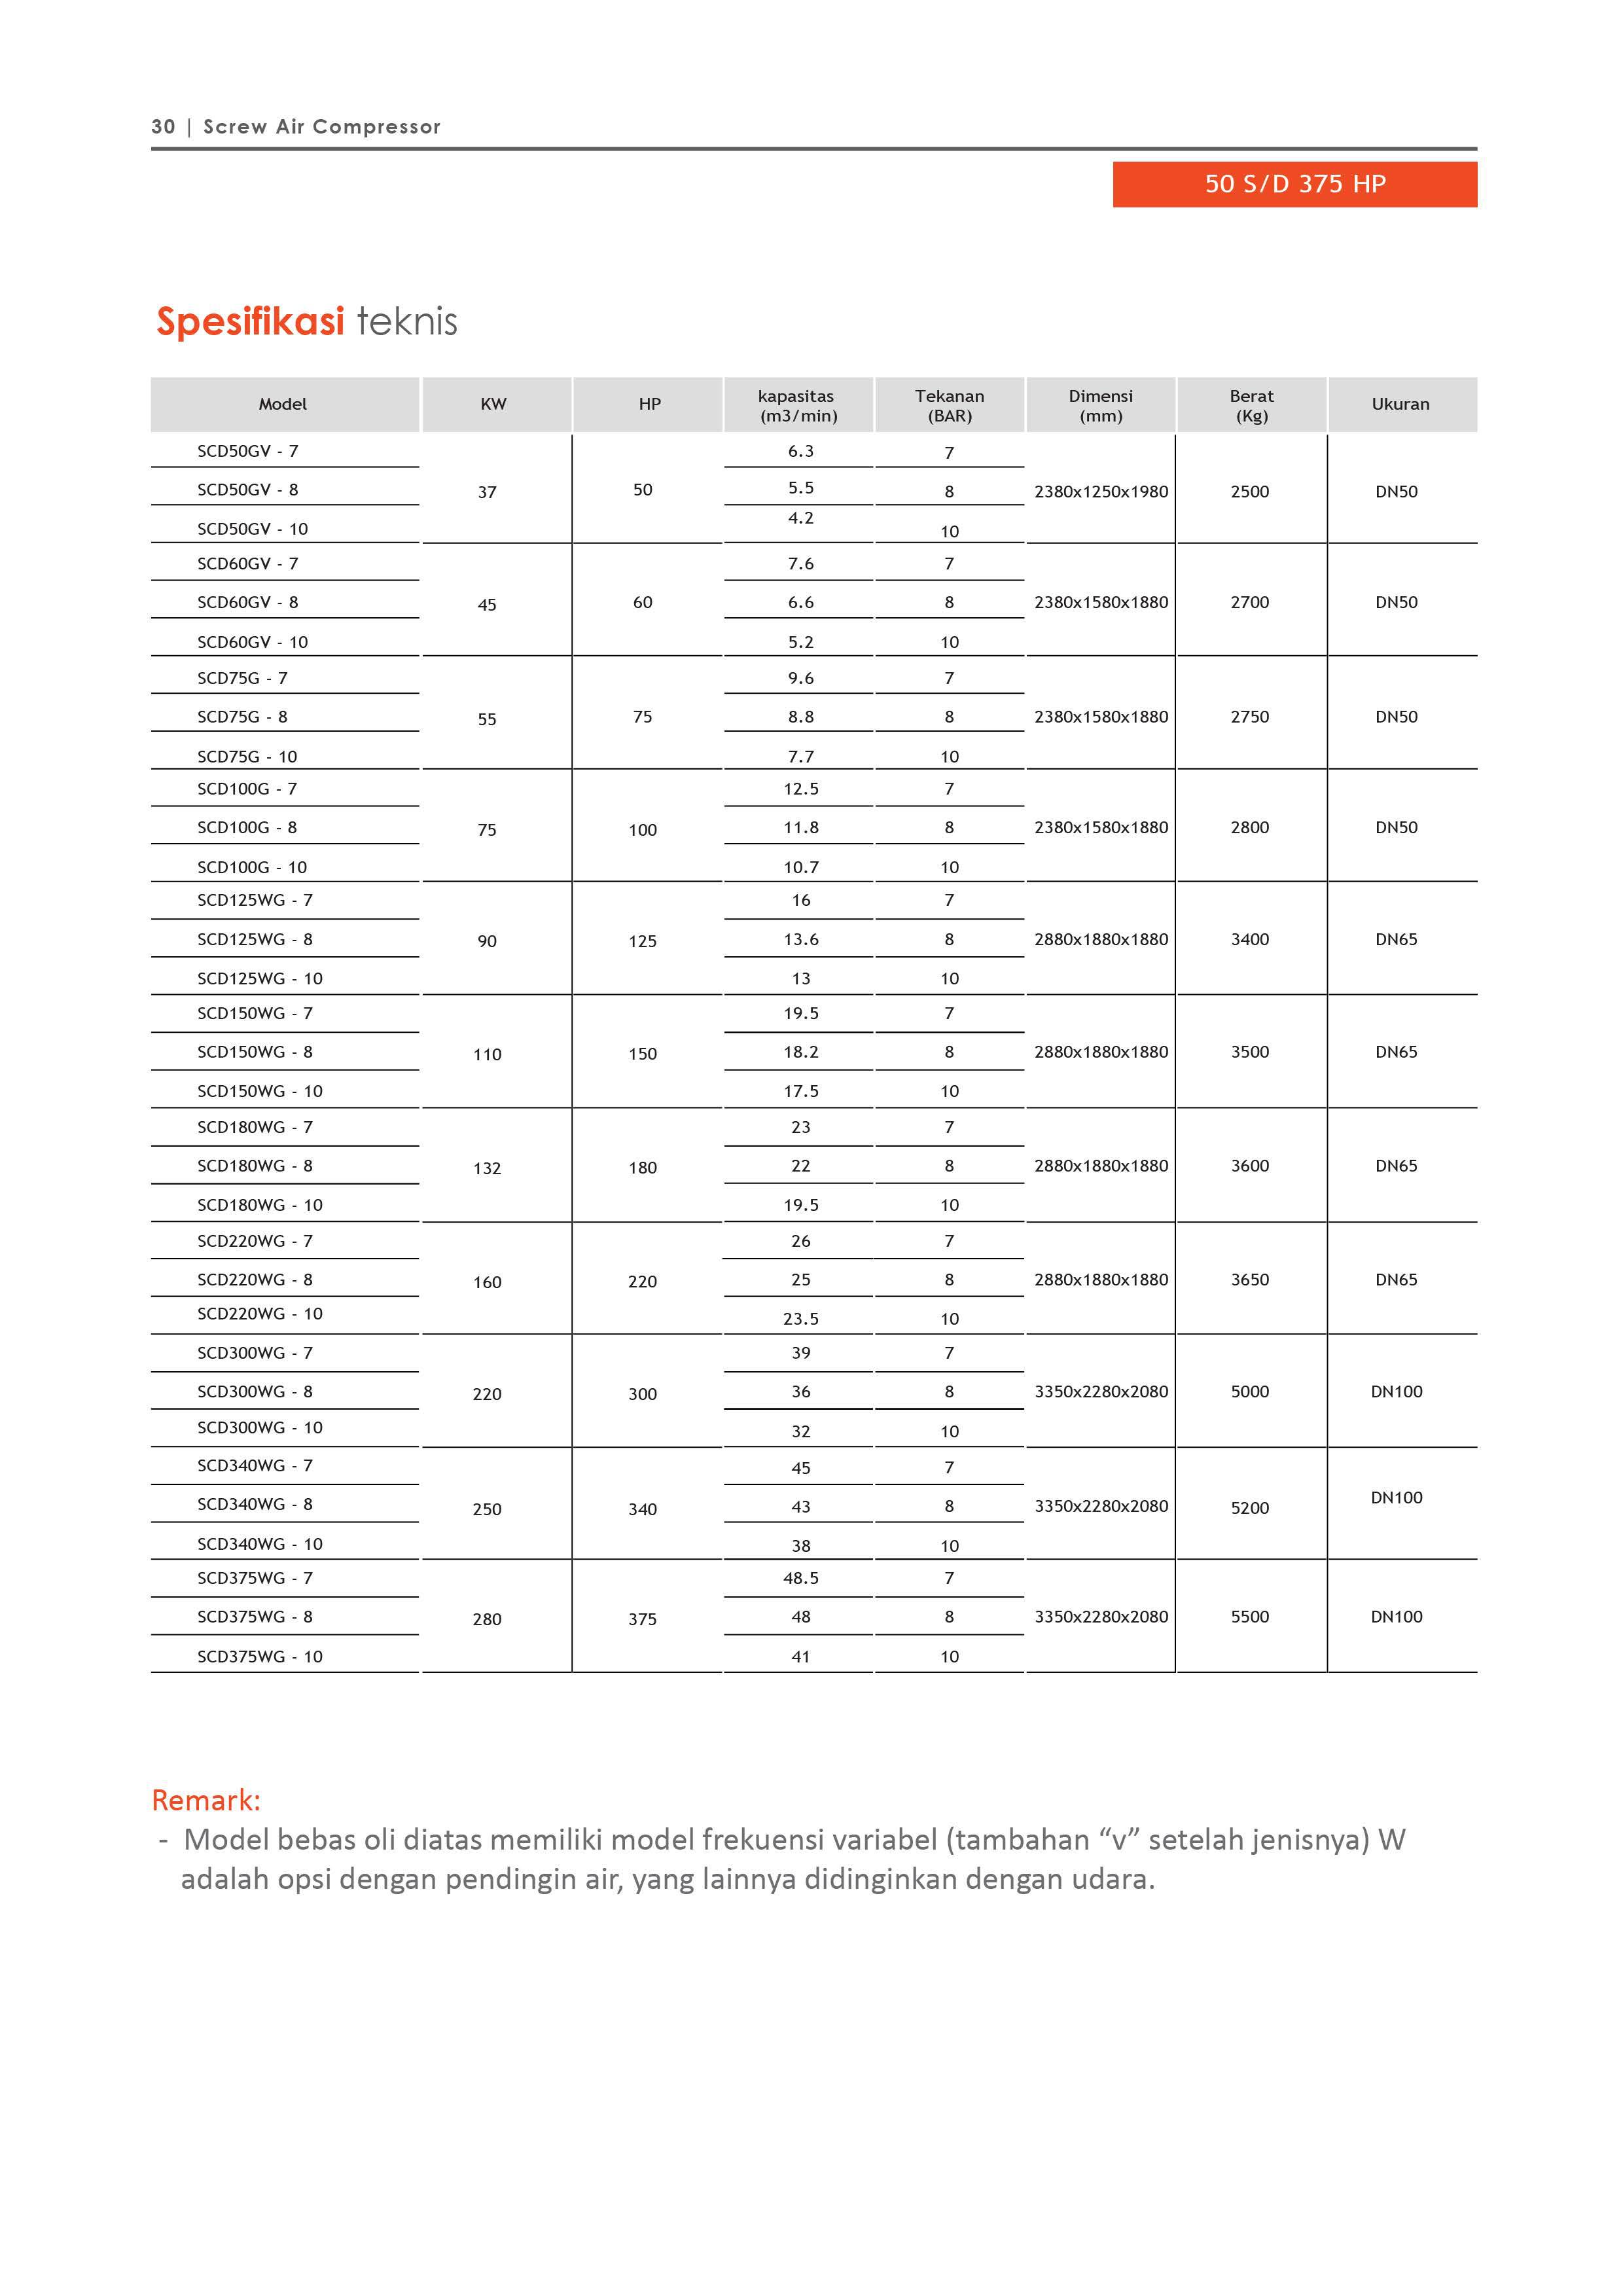 30 | Screw Air Compressor
50 S/D 375 HP
Spesifikasi teknis
Model KW HP kapasitas (m3/min) Tekanan (BAR) Dimensi (mm) Berat (Kg) Ukuran
SCD50GV - 7 6.3 7
SCD50GV - 8 37 50 5.5 8 2380x1250x1980 2500 DN50
SCD50GV - 10 4.2 10
SCD60GV - 7 7.6 7
SCD60GV - 8 45 60 6.6 8 2380x1580x1880 2700 DN50
SCD60GV - 10 5.2 10
SCD75G - 7 9.6 7
SCD75G - 8 55 75 8.8 8 2380x1580x1880 2750 DN50
SCD75G - 10 7.7 10
SCD100G - 7 12.5 7
SCD100G - 8 75 100 11.8 8 2380x1580x1880 2800 DN50
SCD100G - 10 10.7 10
SCD125WG - 7 16 7
SCD125WG - 8 90 125 13.6 8 2880x1880x1880 3400 DN65
SCD125WG - 10 13 10
SCD150WG - 7 19.5 7
SCD150WG - 8 110 150 18.2 8 2880x1880x1880 3500 DN65
SCD150WG - 10 17.5 10
SCD180WG - 7 23 7
SCD180WG - 8 132 180 22 8 2880x1880x1880 3600 DN65
SCD180WG - 10 19.5 10
SCD220WG - 7 26 7
SCD220WG - 8 160 220 25 8 2880x1880x1880 3650 DN65
SCD220WG - 10 23.5 10
SCD300WG - 7 39 7
SCD300WG - 8 220 300 36 8 3350x2280x2080 5000 DN100
SCD300WG - 10 32 10
SCD340WG - 7 45 7
SCD340WG - 8 250 340 43 8 3350x2280x2080 5200 DN100
SCD340WG - 10 38 10
SCD375WG - 7 48.5 7
SCD375WG - 8 280 375 48 8 3350x2280x2080 5500 DN100
SCD375WG - 10 41 10
Remark:
- Model bebas oli diatas memiliki model frekuensi variabel (tambahan “v” setelah jenisnya) W
adalah opsi dengan pendingin air, yang lainnya didinginkan dengan udara.